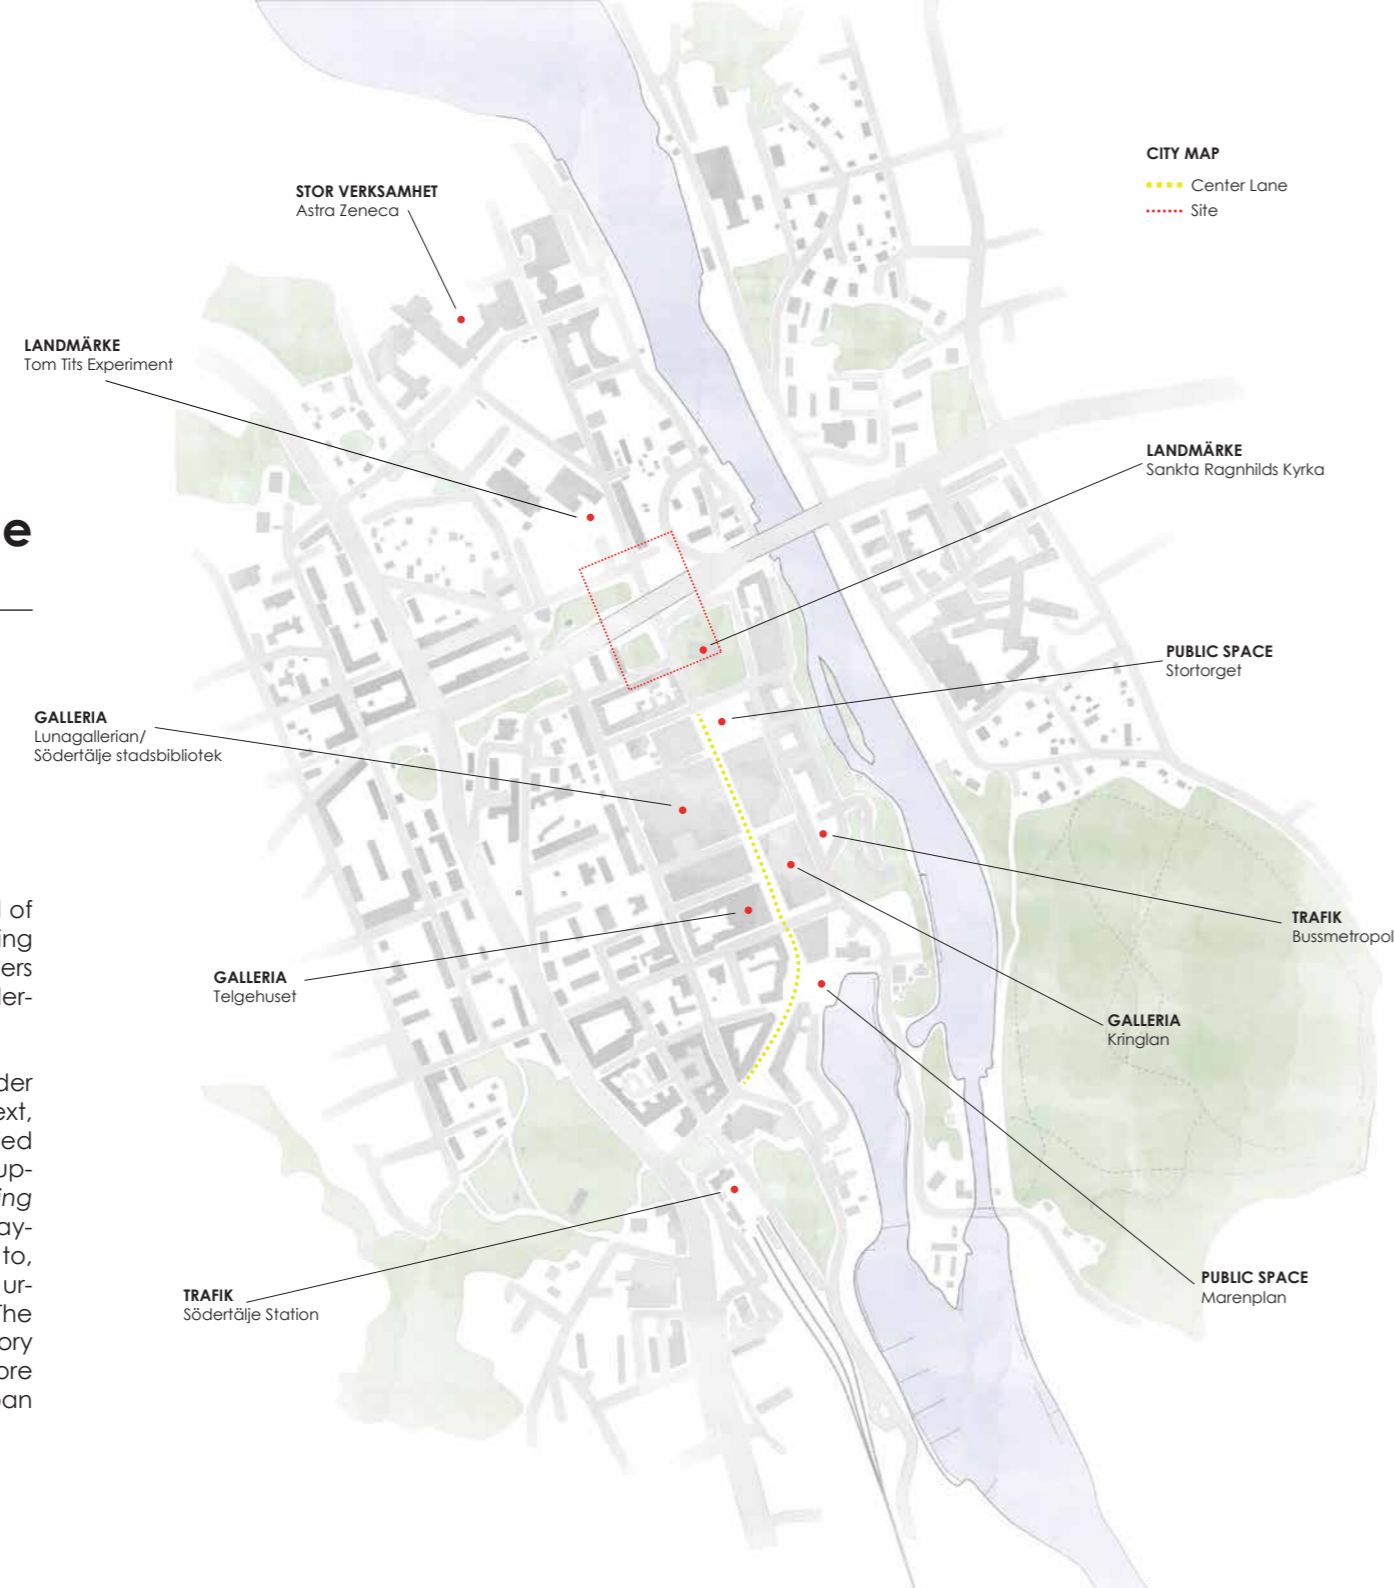 CITY MAP
Center Lane
Site
STOR VERKSAMHET
Astra Zeneca
LANDMÄRKE
Tom Tits Experiment
LANDMÄRKE
Sankta Ragnhilds Kyrka
e
PUBLIC SPACE
Stortorget
GALLERIA
Lunagallerian/
Södertälje stadsbibliotek
TRAFIK
Bussmetropol
GALLERIA
Telgehuset
GALLERIA
Kringlan
PUBLIC SPACE
Marenplan
TRAFIK
Södertälje Station
of
ing
ers
ler-
der
ext,
ed
up-
ing
ay-
to,
ur-
The
ory
ore
ban